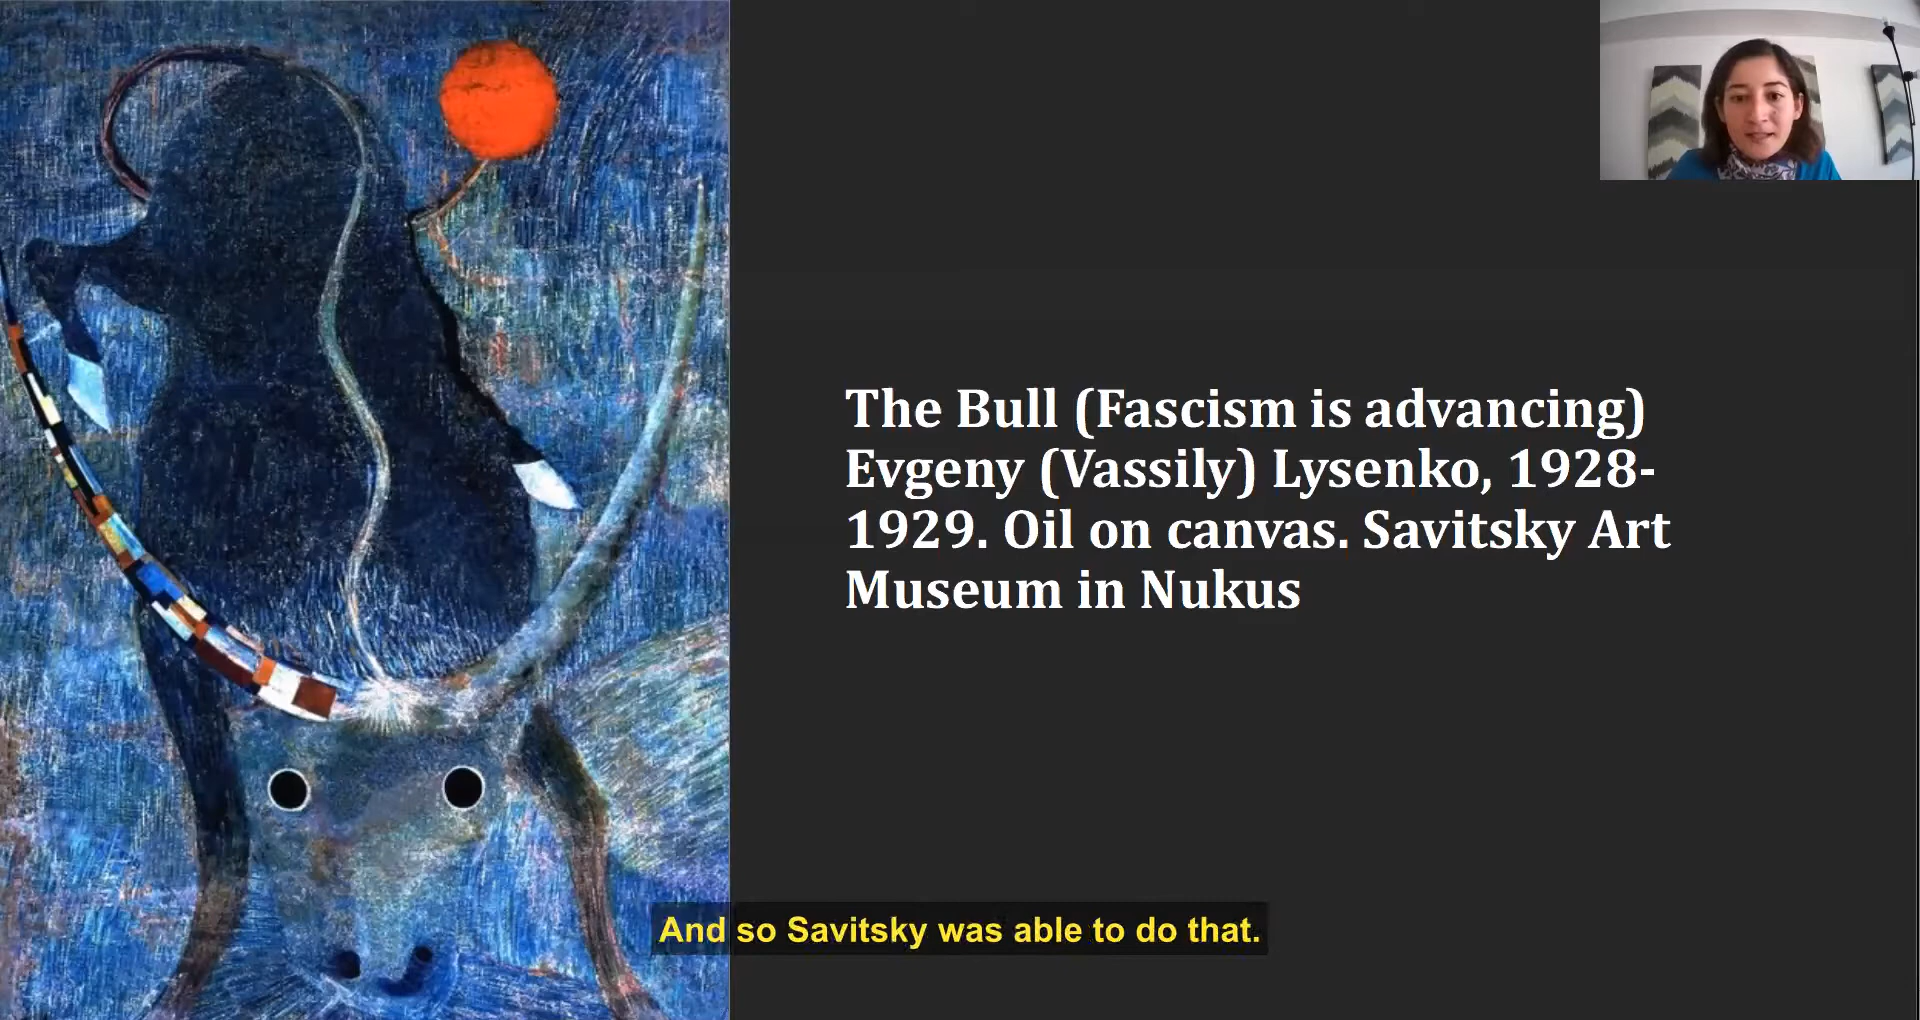 The Bull (Fascism is advancing)
Evgeny (Vassily) Lysenko, 1928-
1929. Oil on canvas. Savitsky Art
Museum in Nukus
And so Savitsky was able to do that.